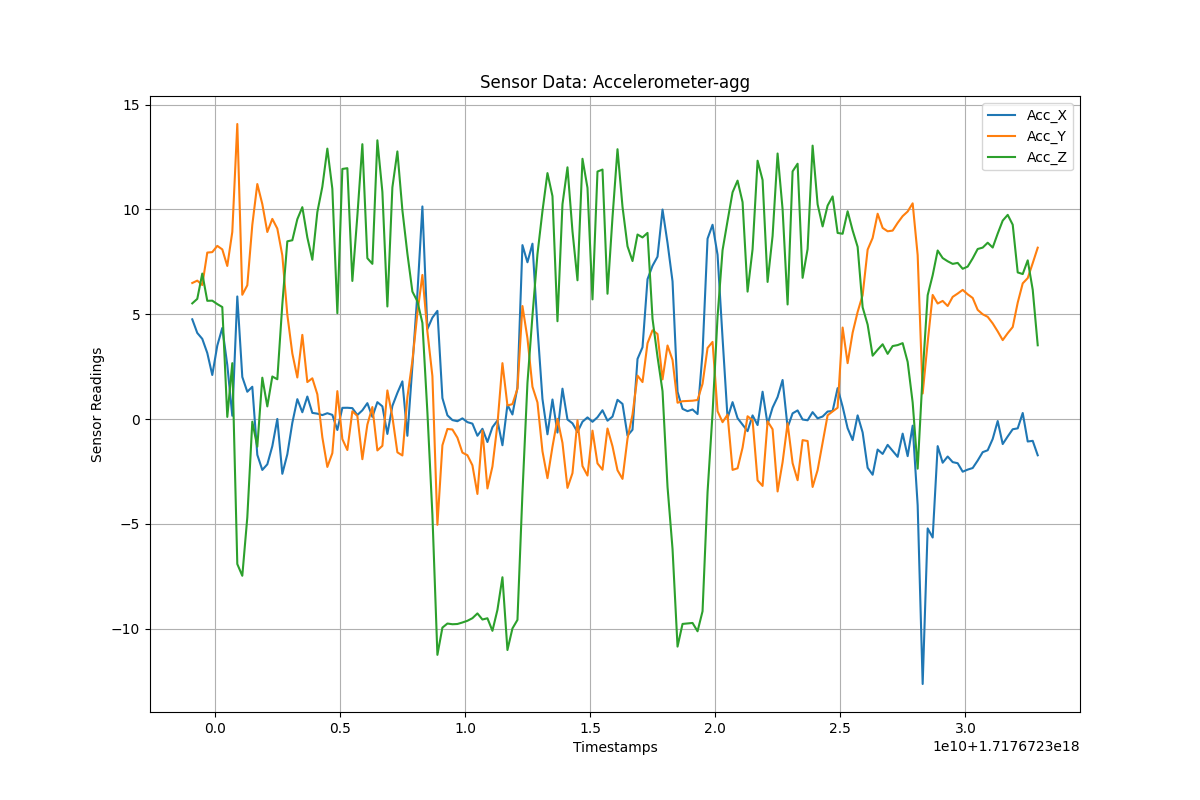 Sensor Data: Accelerometer-agg
Acc_X
Acc_Y
Acc_Z
15
10
5
0
−5
−10
Sensor Readings
0.0 0.5 1.0 1.5 2.0 2.5 3.0
Timestamps
1e10+1.7176723e18